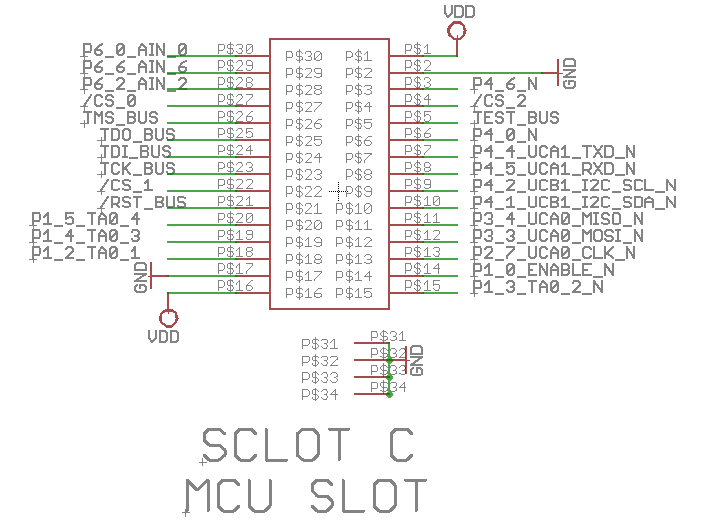 VDD
P6_0_AIN_0 P$30 P$30 P$1 P$1
P6_6_AIN_6 P$29 P$29 P$2 P$2 GND
P6_2_AIN_2 P$28 P$28 P$3 P$3 P4_6_N
/CS_0 P$27 P$27 P$4 P$4 /CS_2
TMS_BUS P$26 P$26 P$5 P$5 TEST_BUS
TDO_BUS P$25 P$25 P$6 P$6 P4_0_N
TDI_BUS P$24 P$24 P$7 P$7 P4_4_UCA1_TXD_N
TCK_BUS P$23 P$23 P$8 P$8 P4_5_UCA1_RXD_N
/CS_1 P$22 P$22 P$9 P$9 P4_2_UCB1_I2C_SCL_N
/RST_BUS P$21 P$21 P$10 P$10 P4_1_UCB1_I2C_SDA_N
P1_5_TA0_4 P$20 P$20 P$11 P$11 P3_4_UCA0_MISO_N
P1_4_TA0_3 P$19 P$19 P$12 P$12 P3_3_UCA0_MOSI_N
P1_2_TA0_1 P$18 P$18 P$13 P$13 P2_7_UCA0_CLK_N
GND P$17 P$17 P$14 P$14 P1_0_ENABLE_N
P$16 P$16 P$15 P$15 P1_3_TA0_2_N
VDD
P$31 P$31
P$32 P$32 GND
P$33 P$33
P$34 P$34
SCLOT C
MCU SLOT